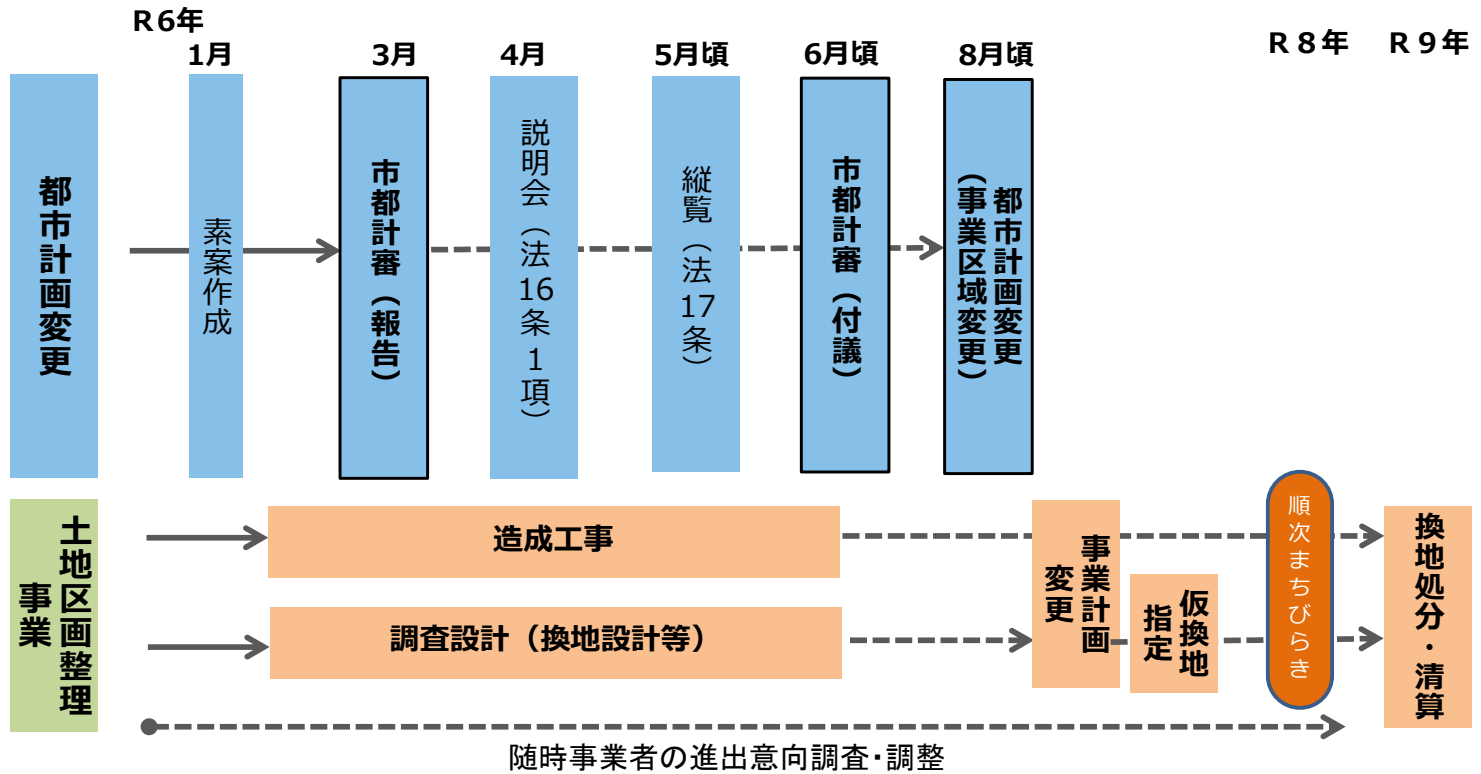 R6年
1月
3月
4月
5月頃
6月頃
8月頃
R８年
R９年
都市計画変更
素案作成
市都計審（報告）
説明会（法16条１項）
縦覧（法17条）
市都計審（付議）
都市計画変更
（事業区域変更）
土地区画整理
事業
造成工事
調査設計（換地設計等）
事業計画
変更
仮換地
指定
順次まちびらき
換地処分・清算
随時事業者の進出意向調査・調整